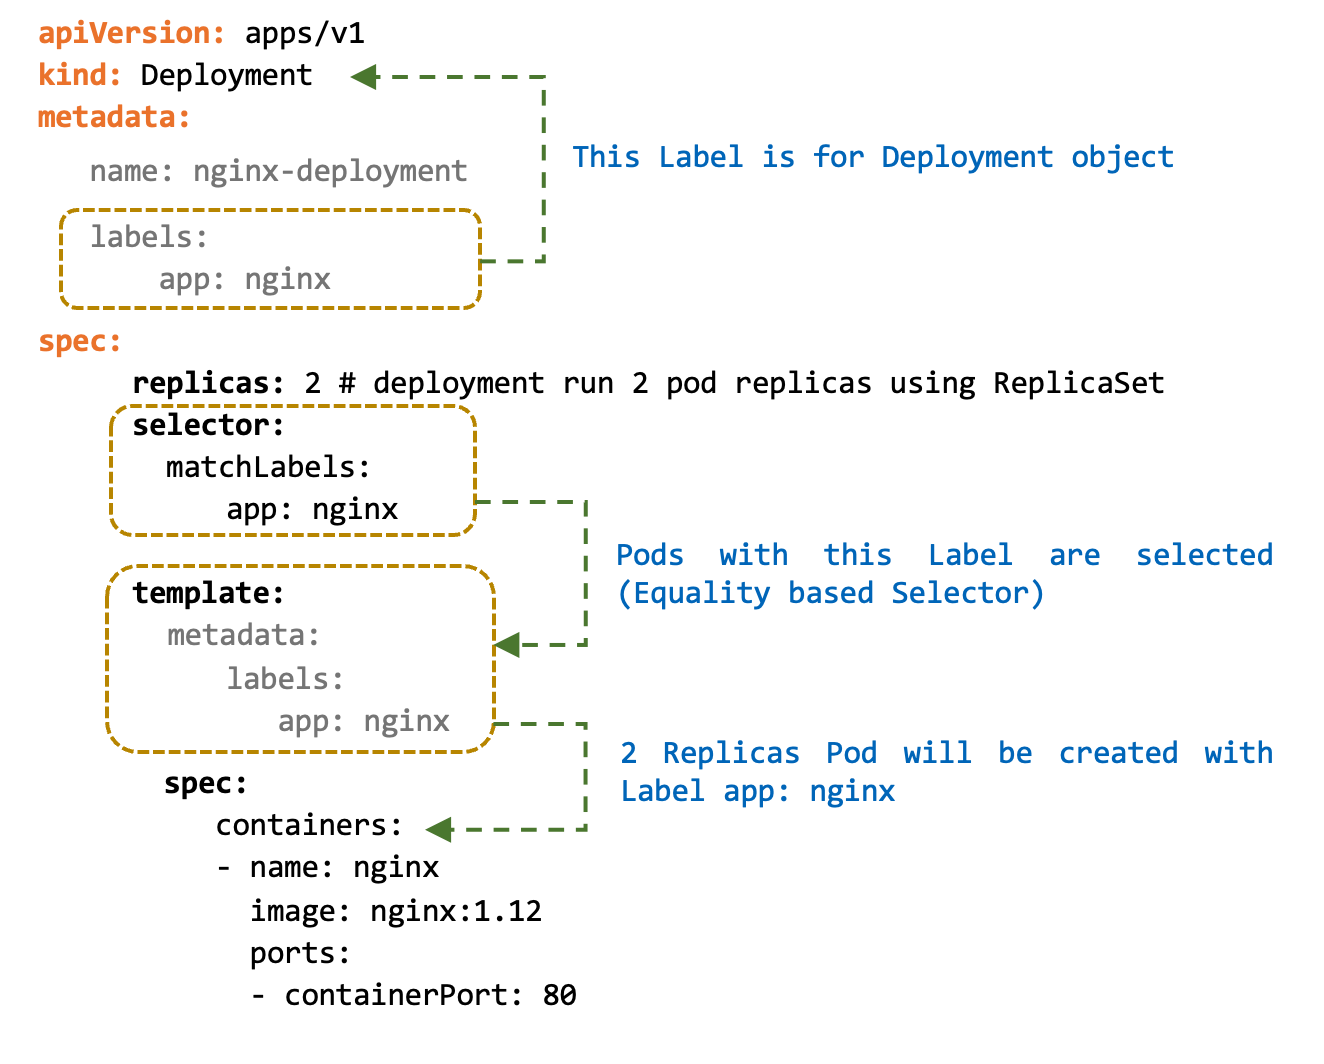 apiVersion: apps/v1
kind: Deployment
metadata:
This Label is for Deployment object
name: nginx-deployment
labels:
app: nginx
spec:
replicas: 2 # deployment run 2 pod replicas using ReplicaSet
selector:
matchLabels:
app: nginx
Pods with this Label are selected
(Equality based Selector)
template:
metadata:
labels:
app: nginx
2 Replicas Pod will be created with
Label app: nginx
spec:
containers:
- name: nginx
image: nginx:1.12
ports:
- containerPort: 80